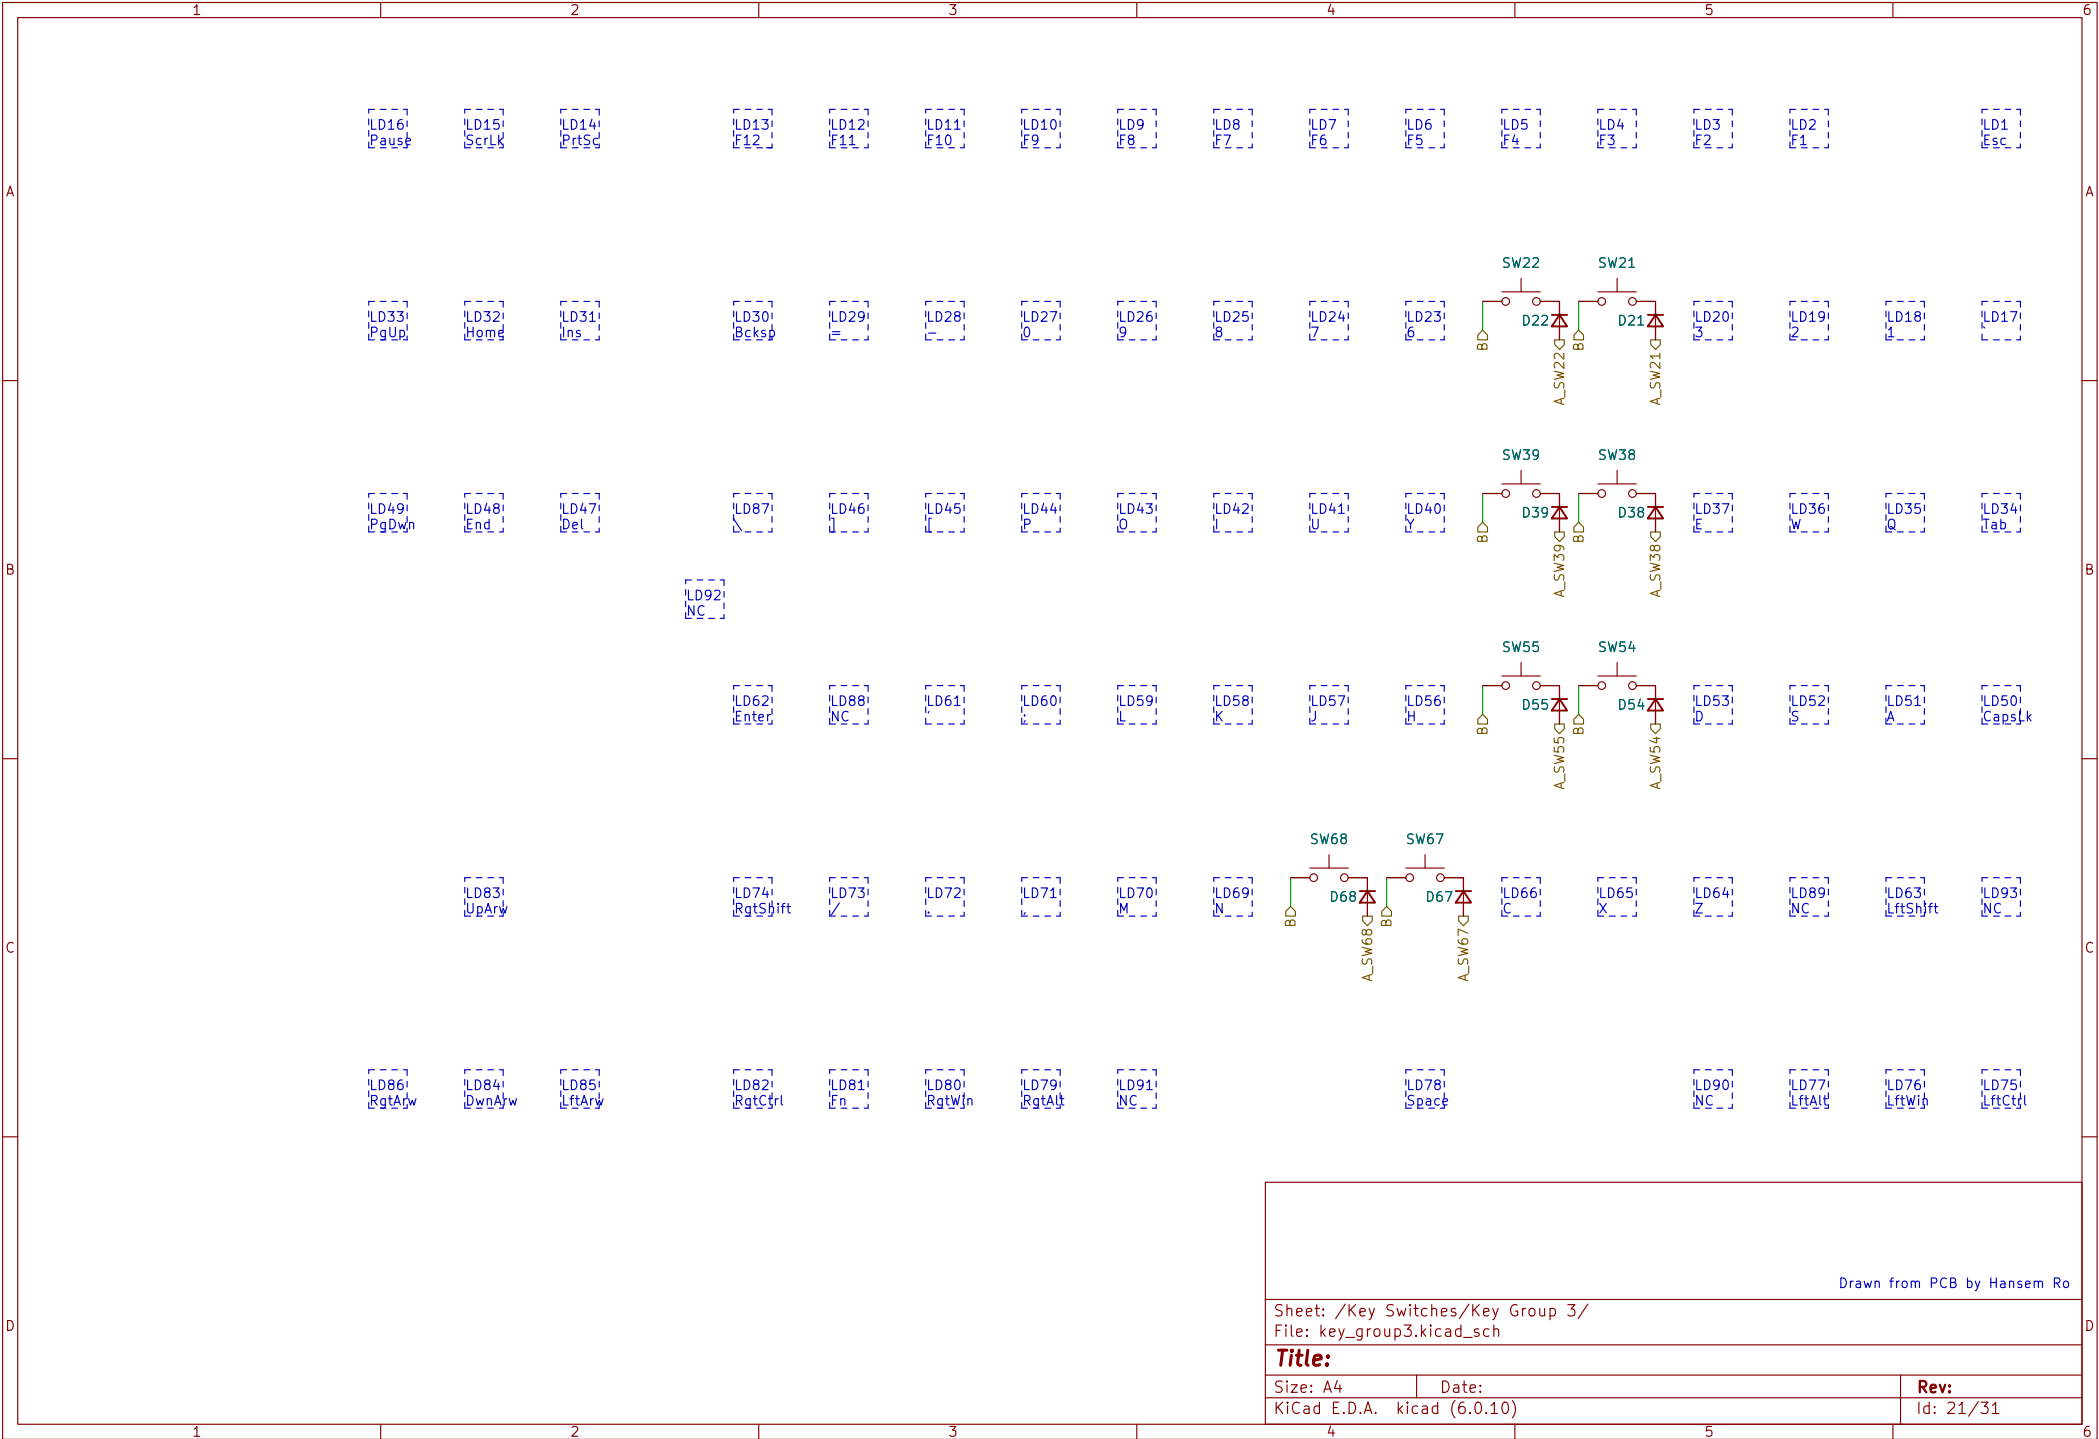 1 2 3 4 5 6
LD16 LD15 LD14 LD13 LD12 LD11 LD10 LD9 LD8 LD7 LD6 LD5 LD4 LD3 LD2 LD1
Pause ScrLk PrtSc F12 F11 F10 F9 F8 F7 F6 F5 F4 F3 F2 F1 Esc
A A
SW22 SW21
LD33 LD32 LD31 LD30 LD29 LD28 LD27 LD26 LD25 LD24 LD23 D22 D21 LD20 LD19 LD18 LD17
PgUp Home Ins Bcksp = - 0 9 8 7 6 3 2 1 `
B B
A_SW22 A_SW21
SW39 SW38
LD49 LD48 LD47 LD87 LD46 LD45 LD44 LD43 LD42 LD41 LD40 D39 D38 LD37 LD36 LD35 LD34
PgDwn End Del \ ] [ P O I U Y E W Q Tab
B B
A_SW39 A_SW38
B B
LD92
NC
SW55 SW54
LD62 LD88 LD61 LD60 LD59 LD58 LD57 LD56 D55 D54 LD53 LD52 LD51 LD50
Enter NC ' ; L K J H D S A CapsLk
B B
A_SW55 A_SW54
SW68 SW67
LD83 LD74 LD73 LD72 LD71 LD70 LD69 D68 D67 LD66 LD65 LD64 LD89 LD63 LD93
UpArw RgtShift / . , M N C X Z NC LftShift NC
B B
A_SW68 A_SW67
C C
LD86 LD84 LD85 LD82 LD81 LD80 LD79 LD91 LD78 LD90 LD77 LD76 LD75
RgtArw DwnArw LftArw RgtCtrl Fn RgtWin RgtAlt NC Space NC LftAlt LftWin LftCtrl
Drawn from PCB by Hansem Ro
Sheet: /Key Switches/Key Group 3/
File: key_group3.kicad_sch
D D
Title:
Size: A4 Date: Rev:
KiCad E.D.A. kicad (6.0.10) Id: 21/31
1 2 3 4 5 6